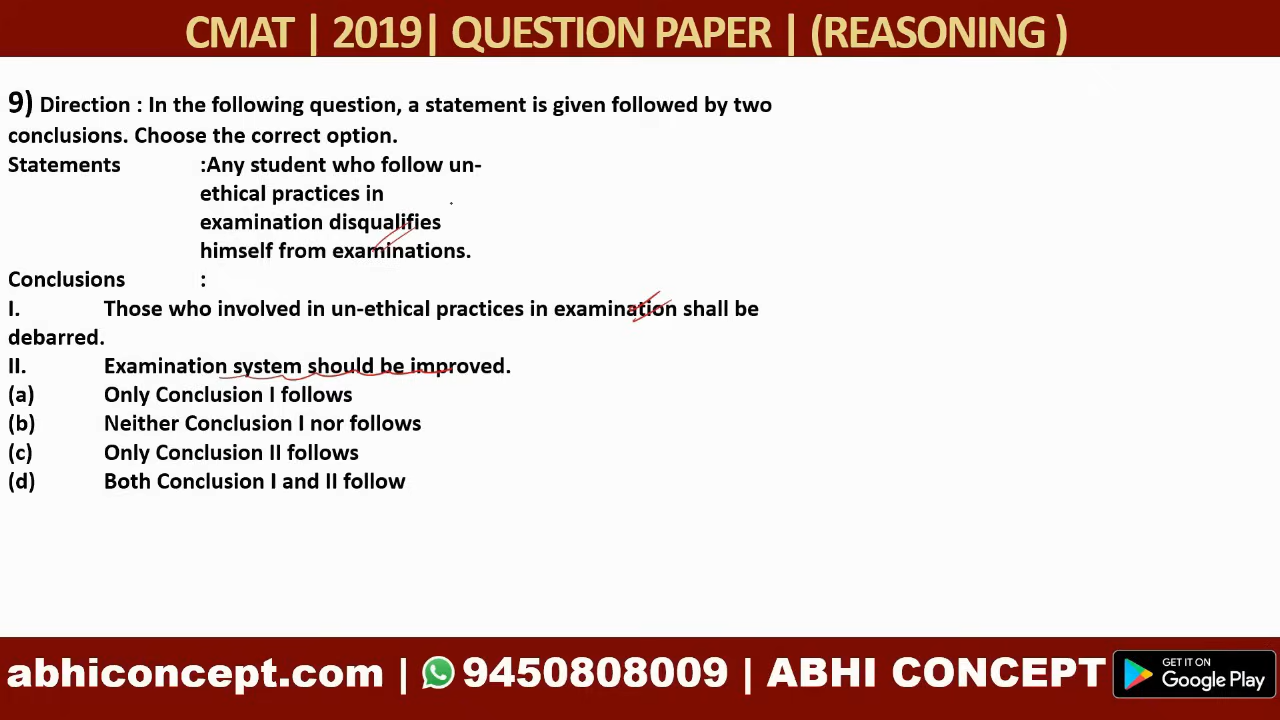 CMAT | 2019| QUESTION PAPER | (REASONING )
9) Direction : In the following question, a statement is given followed by two
conclusions. Choose the correct option.
Statements :Any student who follow un-
ethical practices in
examination disqualifies
himself from examinations.
Conclusions :
I. Those who involved in un-ethical practices in examination shall be
debarred.
II. Examination system should be improved.
(a) Only Conclusion I follows
(b) Neither Conclusion I nor follows
(c) Only Conclusion II follows
(d) Both Conclusion I and II follow
abhiconcept.com | 9450808009 | ABHI CONCEPT
GET IT ON
Google Play